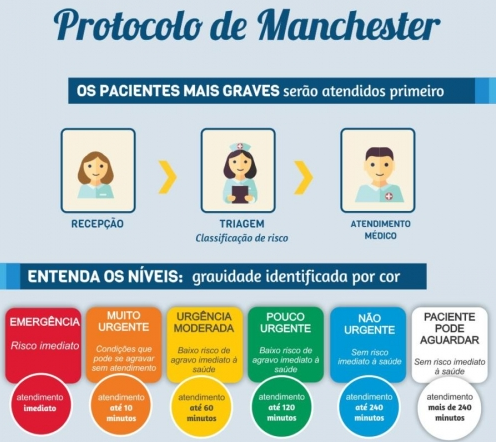 Protocolo de Manchester
OS PACIENTES MAIS GRAVES serão atendidos primeiro
RECEPÇÃO
TRIAGEM
Classificação de risco
ATENDIMENTO
MÉDICO
ENTENDA OS NÍVEIS: gravidade identificada por cor
EMERGÊNCIA
Risco imediato
atendimento
imediato
MUITO
URGENTE
Condições que
pode se agravar
sem atendimento
atendimento
até 10
minutos
URGÊNCIA
MODERADA
Baixo risco de
agravo imediato à
saúde
atendimento
até 60
minutos
POUCO
URGENTE
Baixo risco de
agravo imediato à
saúde
atendimento
até 120
minutos
NÃO
URGENTE
Sem risco
imediato à saúde
atendimento
até 240
minutos
PACIENTE
PODE
AGUARDAR
Sem risco imediato
à saúde
atendimento
mais de 240
minutos